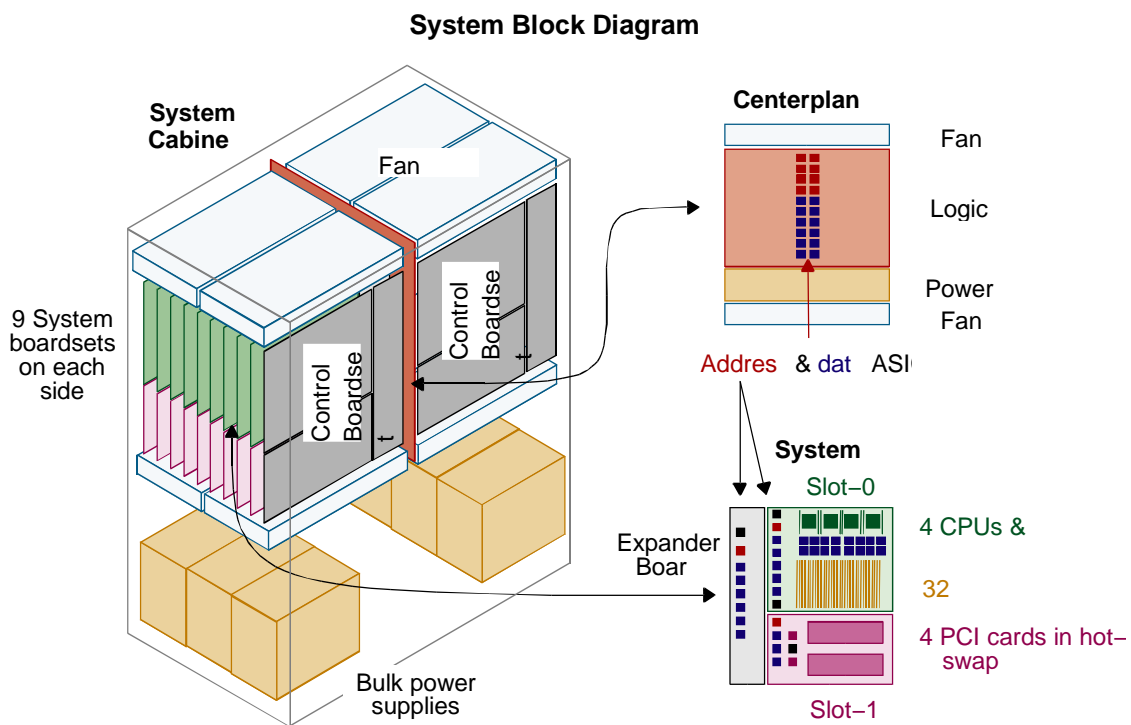 System Block Diagram
System
Cabine
Fan
Control
Boardse
t
Control
Boardse
t
9 System
boardsets
on each
side
Bulk power
supplies
Centerplan
Fan
Logic
Power
Fan
Addres & dat ASI
System
Slot-0
Expander
Boar
4 CPUs &
32
4 PCI cards in hot-
swap
Slot-1